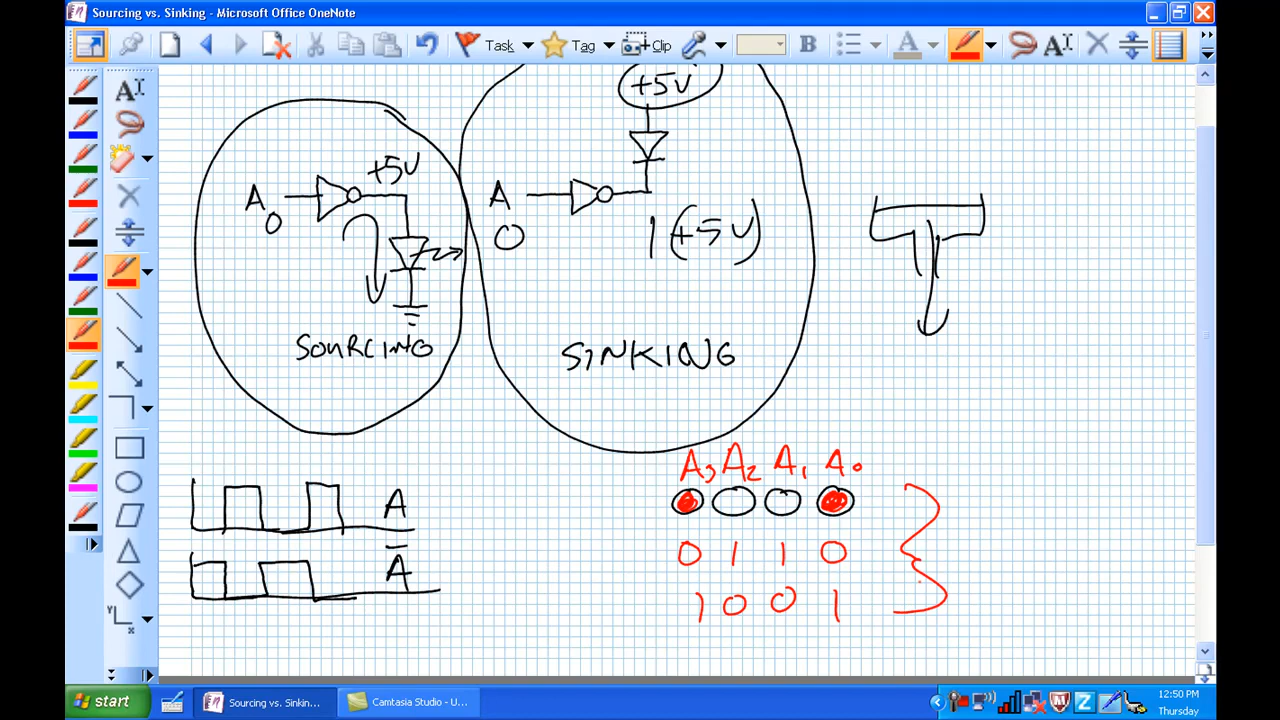 Sourcing vs. Sinking - Microsoft Office OneNote
Task Tag Clip B A A
A
+5V
+5V
A
0
A
0
1 (+5V)
SOURCING
SINKING
A3 A2 A1 A0
A
0 1 1 0
Ā
1 0 0 1
start Sourcing vs. Sinkin... Camtasia Studio - U... 12:50 PM
Thursday